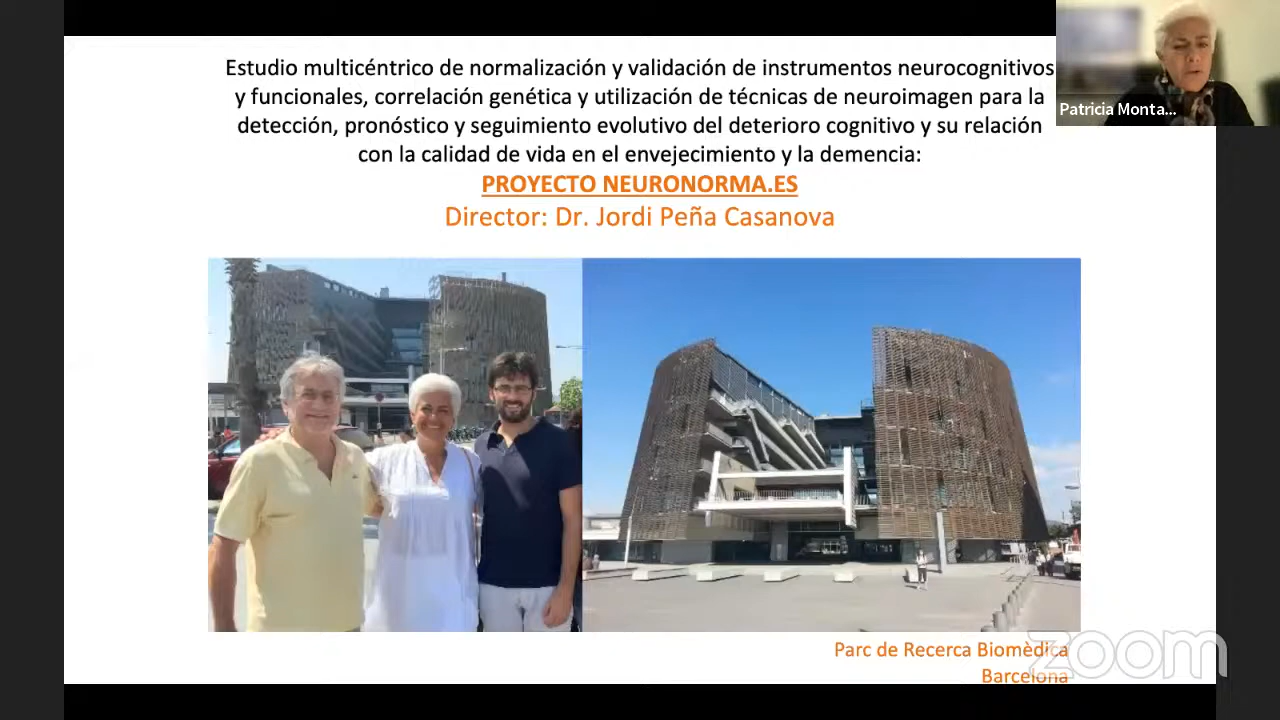 Estudio multicéntrico de normalización y validación de instrumentos neurocognitivos
y funcionales, correlación genética y utilización de técnicas de neuroimagen para la
detección, pronóstico y seguimiento evolutivo del deterioro cognitivo y su relación
con la calidad de vida en el envejecimiento y la demencia:
PROYECTO NEURONORMA.ES
Director: Dr. Jordi Peña Casanova
Patricia Monta...
Parc de Recerca Biomèdica
Barcelona
zoom